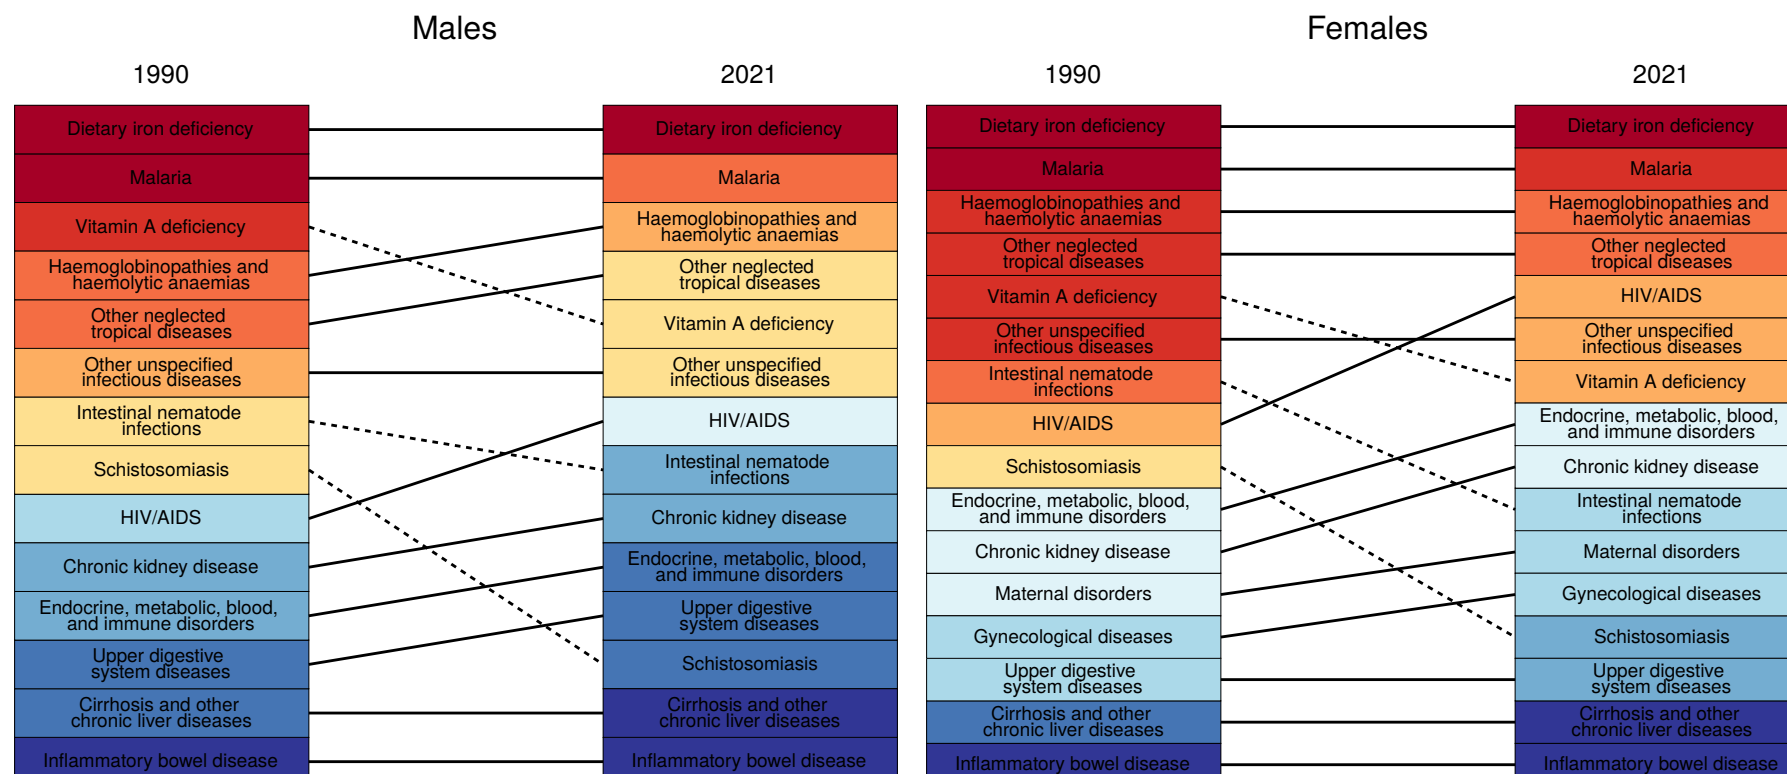 Males
1990
2021
Dietary iron deficiency
Malaria
Vitamin A deficiency
Haemoglobinopathies and
haemolytic anaemias
Other neglected
tropical diseases
Other unspecified
infectious diseases
Intestinal nematode
infections
Schistosomiasis
HIV/AIDS
Chronic kidney disease
Endocrine, metabolic, blood,
and immune disorders
Upper digestive
system diseases
Cirrhosis and other
chronic liver diseases
Inflammatory bowel disease
Dietary iron deficiency
Malaria
Haemoglobinopathies and
haemolytic anaemias
Other neglected
tropical diseases
Vitamin A deficiency
Other unspecified
infectious diseases
HIV/AIDS
Intestinal nematode
infections
Chronic kidney disease
Endocrine, metabolic, blood,
and immune disorders
Upper digestive
system diseases
Schistosomiasis
Cirrhosis and other
chronic liver diseases
Inflammatory bowel disease
Females
1990
2021
Dietary iron deficiency
Malaria
Haemoglobinopathies and
haemolytic anaemias
Other neglected
tropical diseases
Vitamin A deficiency
Other unspecified
infectious diseases
Intestinal nematode
infections
HIV/AIDS
Schistosomiasis
Endocrine, metabolic, blood,
and immune disorders
Chronic kidney disease
Maternal disorders
Gynecological diseases
Upper digestive
system diseases
Cirrhosis and other
chronic liver diseases
Inflammatory bowel disease
Dietary iron deficiency
Malaria
Haemoglobinopathies and
haemolytic anaemias
Other neglected
tropical diseases
HIV/AIDS
Other unspecified
infectious diseases
Vitamin A deficiency
Endocrine, metabolic, blood,
and immune disorders
Chronic kidney disease
Intestinal nematode
infections
Maternal disorders
Gynecological diseases
Schistosomiasis
Upper digestive
system diseases
Cirrhosis and other
chronic liver diseases
Inflammatory bowel disease